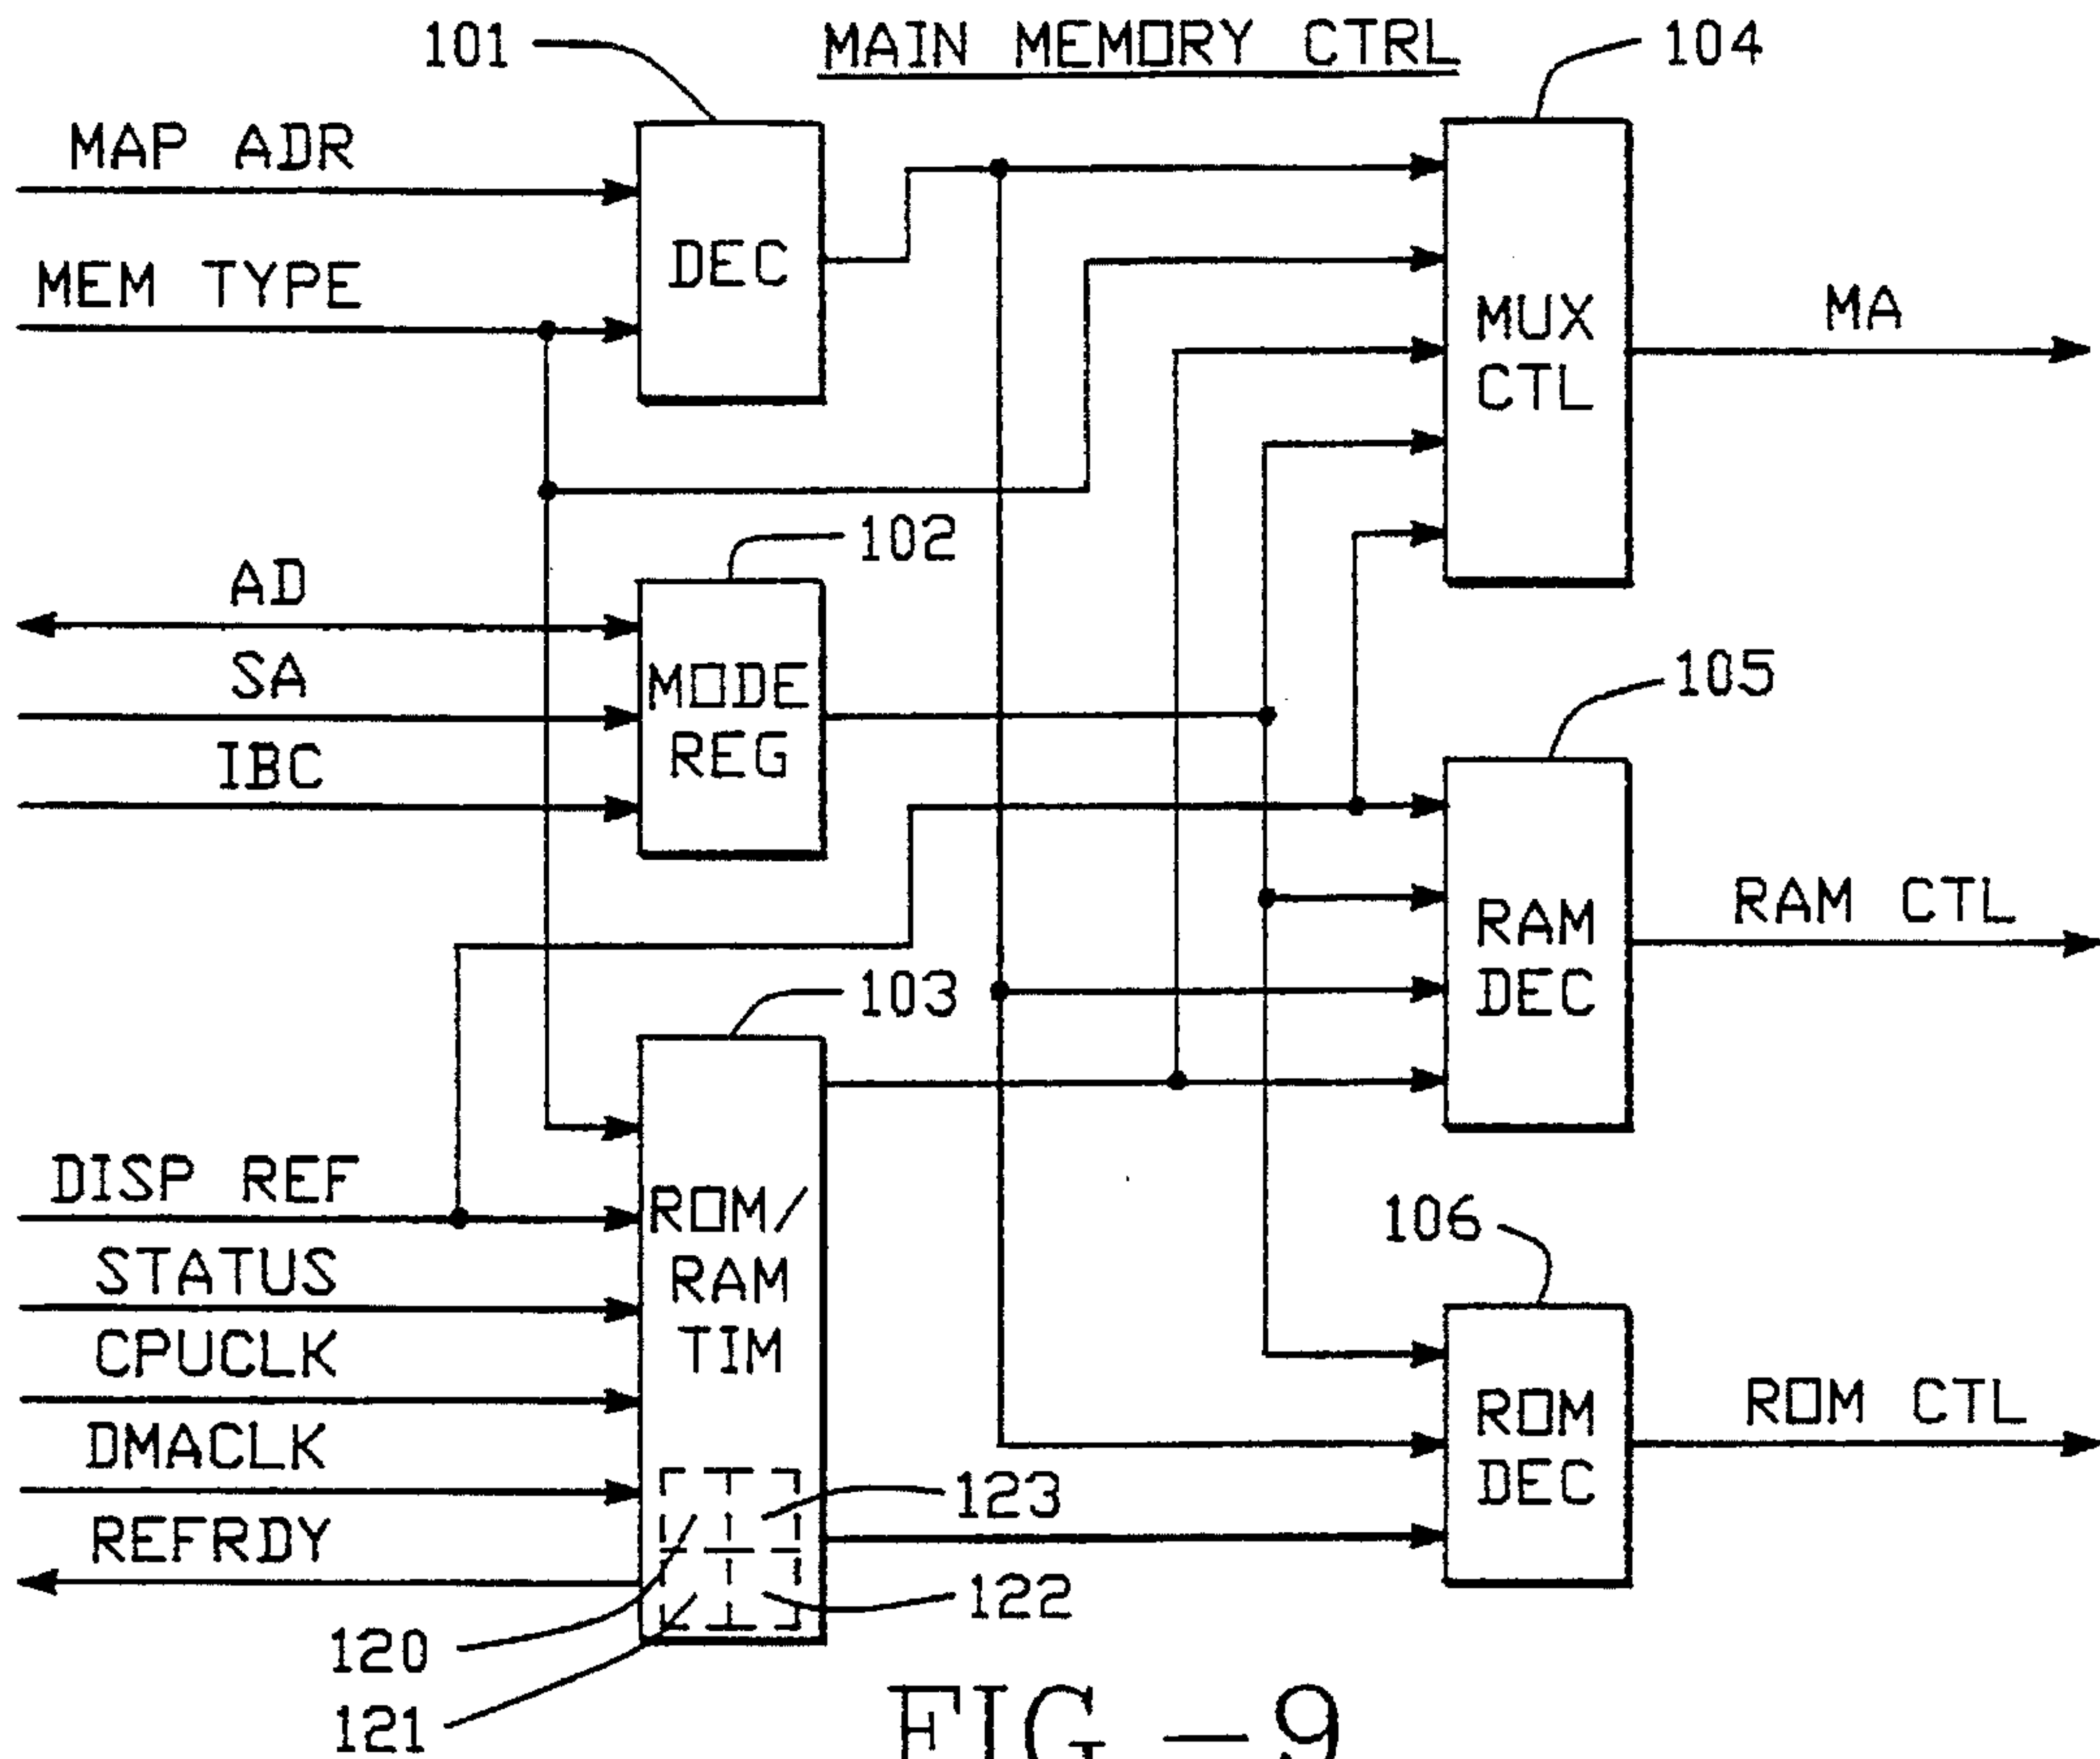 MAIN MEMORY CTRL
101
104
MAP ADR
MEM TYPE
DEC
MUX
CTL
MA
102
AD
SA
IBC
MODE
REG
105
RAM
DEC
RAM CTL
103
DISP REF
STATUS
CPUCLK
DMACLK
REFRDY
ROM/
RAM
TIM
106
ROM
DEC
ROM CTL
123
122
120
121
FIG - 9